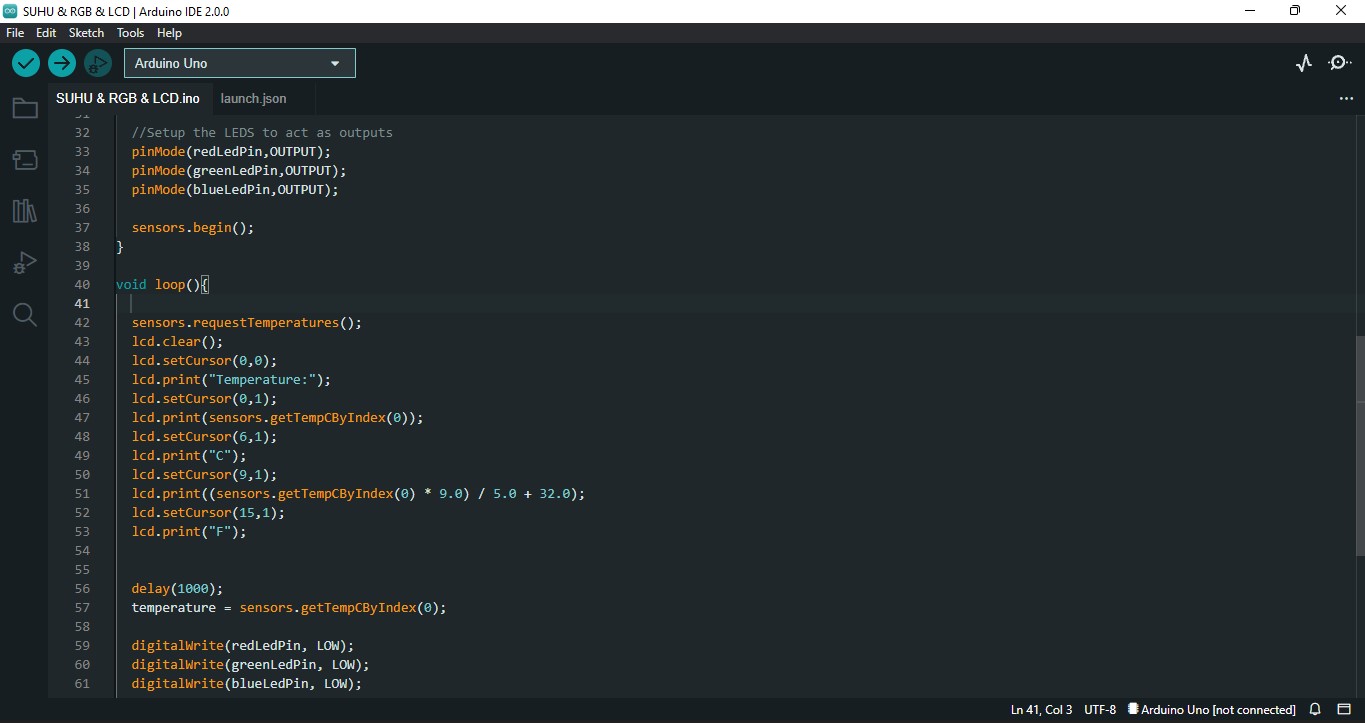 SUHU & RGB & LCD | Arduino IDE 2.0.0
File Edit Sketch Tools Help
Arduino Uno
SUHU & RGB & LCD.ino launch.json
31
32 //Setup the LEDS to act as outputs
33 pinMode(redLedPin,OUTPUT);
34 pinMode(greenLedPin,OUTPUT);
35 pinMode(blueLedPin,OUTPUT);
36
37 sensors.begin();
38 }
39
40 void loop(){
41
42 sensors.requestTemperatures();
43 lcd.clear();
44 lcd.setCursor(0,0);
45 lcd.print("Temperature:");
46 lcd.setCursor(0,1);
47 lcd.print(sensors.getTempCByIndex(0));
48 lcd.setCursor(6,1);
49 lcd.print("C");
50 lcd.setCursor(9,1);
51 lcd.print((sensors.getTempCByIndex(0) * 9.0) / 5.0 + 32.0);
52 lcd.setCursor(15,1);
53 lcd.print("F");
54
55
56 delay(1000);
57 temperature = sensors.getTempCByIndex(0);
58
59 digitalWrite(redLedPin, LOW);
60 digitalWrite(greenLedPin, LOW);
61 digitalWrite(blueLedPin, LOW);
Ln 41, Col 3 UTF-8 Arduino Uno [not connected]